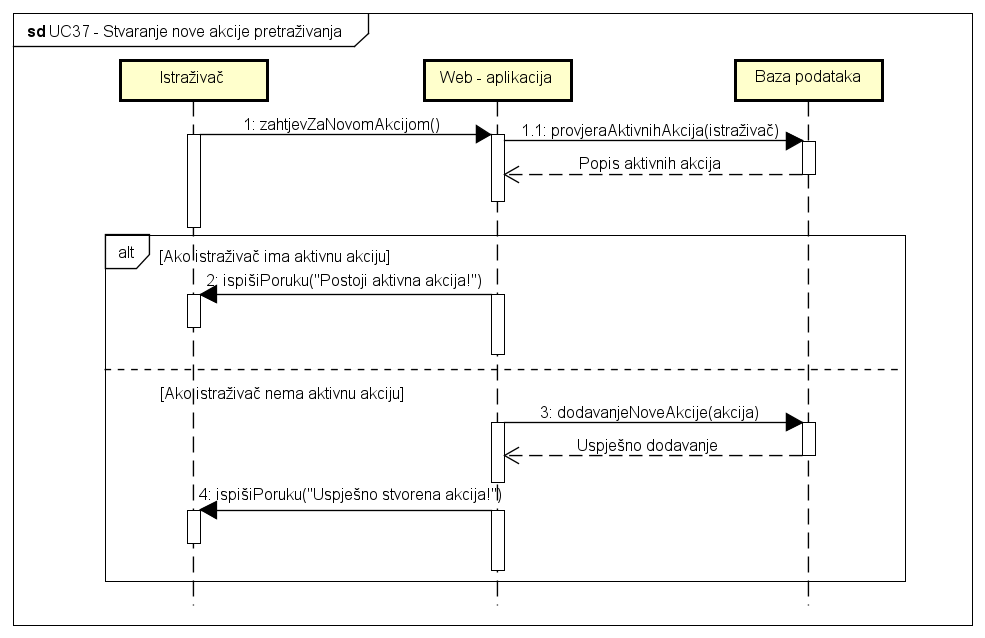 sd UC37 - Stvaranje nove akcije pretraživanja
Istraživač
Web - aplikacija
Baza podataka
1: zahtjevZaNovomAkcijom()
1.1: provjeraAktivnihAkcija(istraživač)
Popis aktivnih akcija
alt
[Ako istraživač ima aktivnu akciju]
2: ispišiPoruku("Postoji aktivna akcija!")
[Ako istraživač nema aktivnu akciju]
3: dodavanjeNoveAkcije(akcija)
Uspješno dodavanje
4: ispišiPoruku("Uspješno stvorena akcija!")